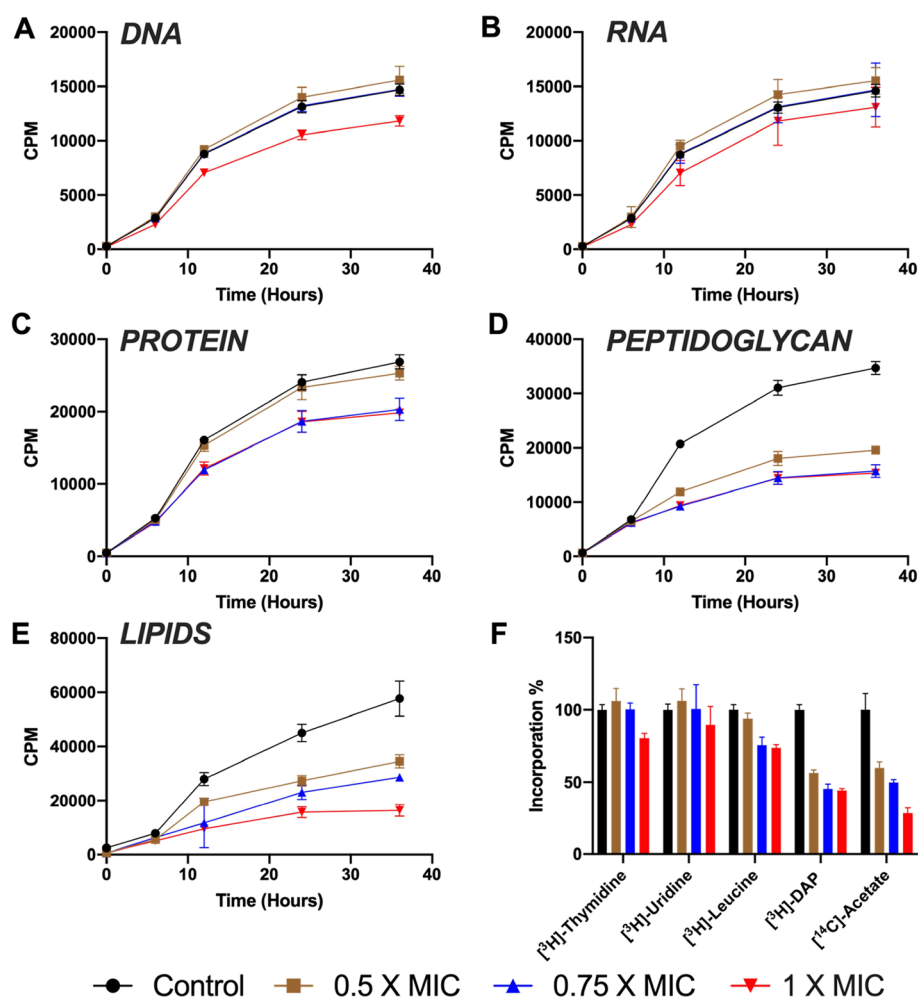 A DNA
20000
15000
10000
5000
0
CPM
0 10 20 30 40
Time (Hours)
B RNA
20000
15000
10000
5000
0
CPM
0 10 20 30 40
Time (Hours)
C PROTEIN
30000
20000
10000
0
CPM
0 10 20 30 40
Time (Hours)
D PEPTIDOGLYCAN
40000
30000
20000
10000
0
CPM
0 10 20 30 40
Time (Hours)
E LIPIDS
80000
60000
40000
20000
0
CPM
0 10 20 30 40
Time (Hours)
F
150
100
50
0
Incorporation %
[³H]-Thymidine
[³H]-Uridine
[³H]-Leucine
[³H]-DAP
[¹⁴C]-Acetate
Control 0.5 X MIC 0.75 X MIC 1 X MIC